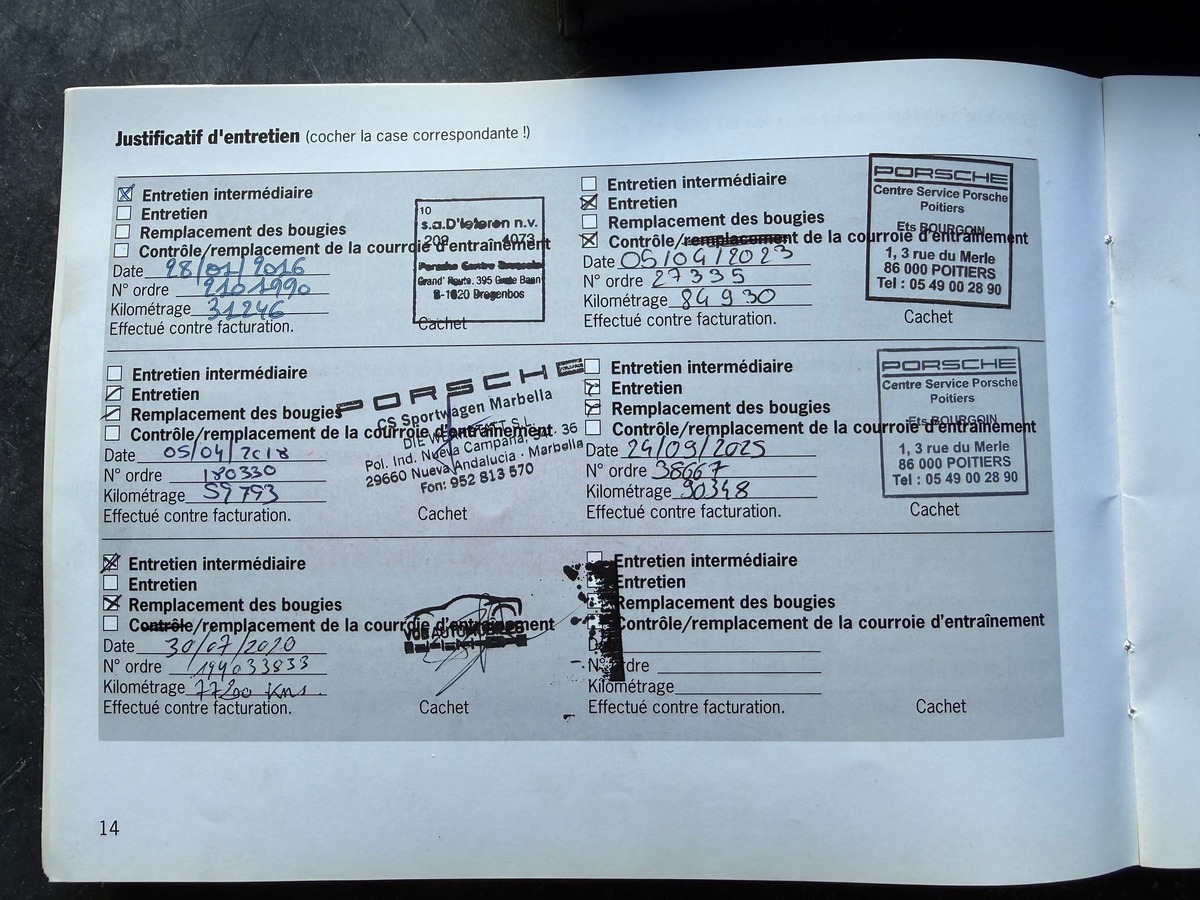 Justificatif d'entretien (cocher la case correspondante !)
Entretien intermédiaire
Entretien
Remplacement des bougies
Contrôle/remplacement de la courroie d'entraînement
Date 28/01/2016
N° ordre 2101990
Kilométrage 31246
Effectué contre facturation.
10
s.a.D'Ieteren n.v.
209 4073
Porsche Centre
Grand' Route, 395
B-1620 Drogenbos
Cachet
Entretien intermédiaire
Entretien
Remplacement des bougies
Contrôle/remplacement de la courroie d'entraînement
Date 05/04/2018
N° ordre 180330
Kilométrage 59793
Effectué contre facturation.
PORSCHE
CS Sportwagen Marbella
DIE WERKSTATT S.L.
Pol. Ind. Nueva Campana, 36
29660 Nueva Andalucia - Marbella
Fon: 952 813 570
Cachet
Entretien intermédiaire
Entretien
Remplacement des bougies
Contrôle/remplacement de la courroie d'entraînement
Date 30/07/2020
N° ordre 194033833
Kilométrage 77200 Kms.
Effectué contre facturation.
Cachet
Entretien intermédiaire
Entretien
Remplacement des bougies
Contrôle/remplacement de la courroie d'entraînement
Date 05/04/2023
N° ordre 27335
Kilométrage 84930
Effectué contre facturation.
PORSCHE
Centre Service Porsche
Poitiers
Ets BOURGOIN
1, 3 rue du Merle
86 000 POITIERS
Tel : 05 49 00 28 90
Cachet
Entretien intermédiaire
Entretien
Remplacement des bougies
Contrôle/remplacement de la courroie d'entraînement
Date 24/09/2025
N° ordre 38667
Kilométrage 90348
Effectué contre facturation.
PORSCHE
Centre Service Porsche
Poitiers
Ets BOURGOIN
1, 3 rue du Merle
86 000 POITIERS
Tel : 05 49 00 28 90
Cachet
Entretien intermédiaire
Entretien
Remplacement des bougies
Contrôle/remplacement de la courroie d'entraînement
Date
N° ordre
Kilométrage
Effectué contre facturation.
Cachet
14